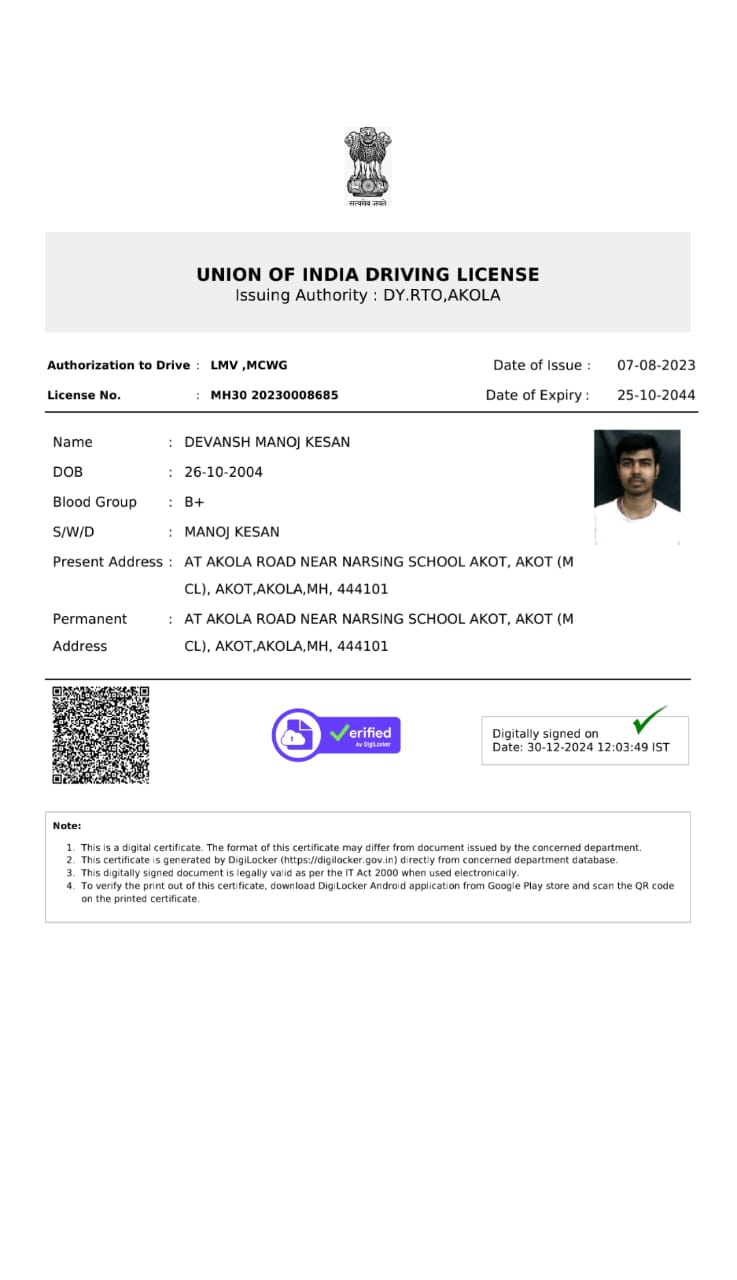 सत्यमेव जयते
UNION OF INDIA DRIVING LICENSE
Issuing Authority : DY.RTO,AKOLA
Authorization to Drive : LMV ,MCWG
Date of Issue : 07-08-2023
License No. : MH30 20230008685
Date of Expiry : 25-10-2044
Name : DEVANSH MANOJ KESAN
DOB : 26-10-2004
Blood Group : B+
S/W/D : MANOJ KESAN
Present Address : AT AKOLA ROAD NEAR NARSING SCHOOL AKOT, AKOT (M
CL), AKOT,AKOLA,MH, 444101
Permanent : AT AKOLA ROAD NEAR NARSING SCHOOL AKOT, AKOT (M
Address CL), AKOT,AKOLA,MH, 444101
erified
by DigiLocker
Digitally signed on
Date: 30-12-2024 12:03:49 IST
Note:
1. This is a digital certificate. The format of this certificate may differ from document issued by the concerned department.
2. This certificate is generated by DigiLocker (https://digilocker.gov.in) directly from concerned department database.
3. This digitally signed document is legally valid as per the IT Act 2000 when used electronically.
4. To verify the print out of this certificate, download DigiLocker Android application from Google Play store and scan the QR code
on the printed certificate.